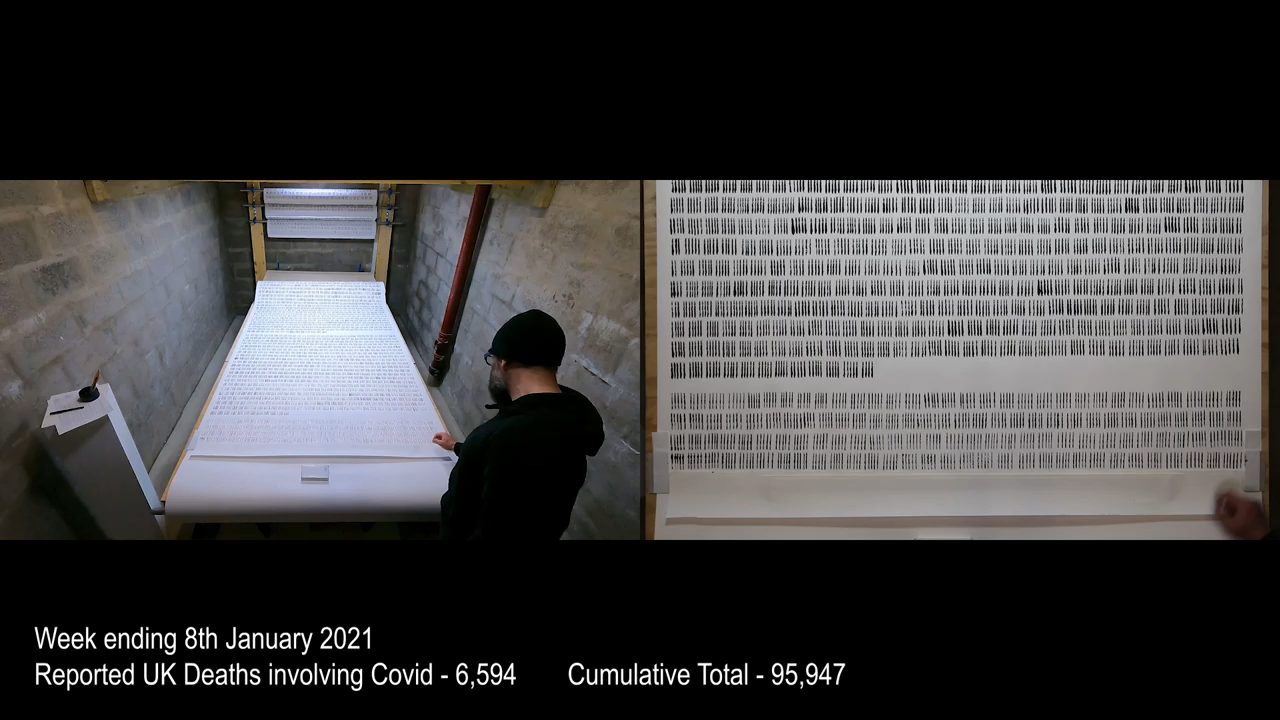 Week ending 8th January 2021
Reported UK Deaths involving Covid - 6,594 Cumulative Total - 95,947